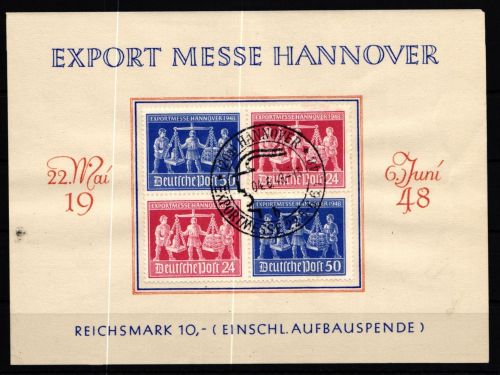 EXPORT MESSE HANNOVER
22. Mai
19
6. Juni
48
EXPORTMESSE HANNOVER 1948
Deutsche Post 50
EXPORTMESSE HANNOVER 1948
Deutsche Post 24
HANNOVER
EXPORTMESSE
EXPORTMESSE HANNOVER 1948
Deutsche Post 24
HANNOVER 1948
Deutsche Post 50
REICHSMARK 10,- (EINSCHL. AUFBAUSPENDE)